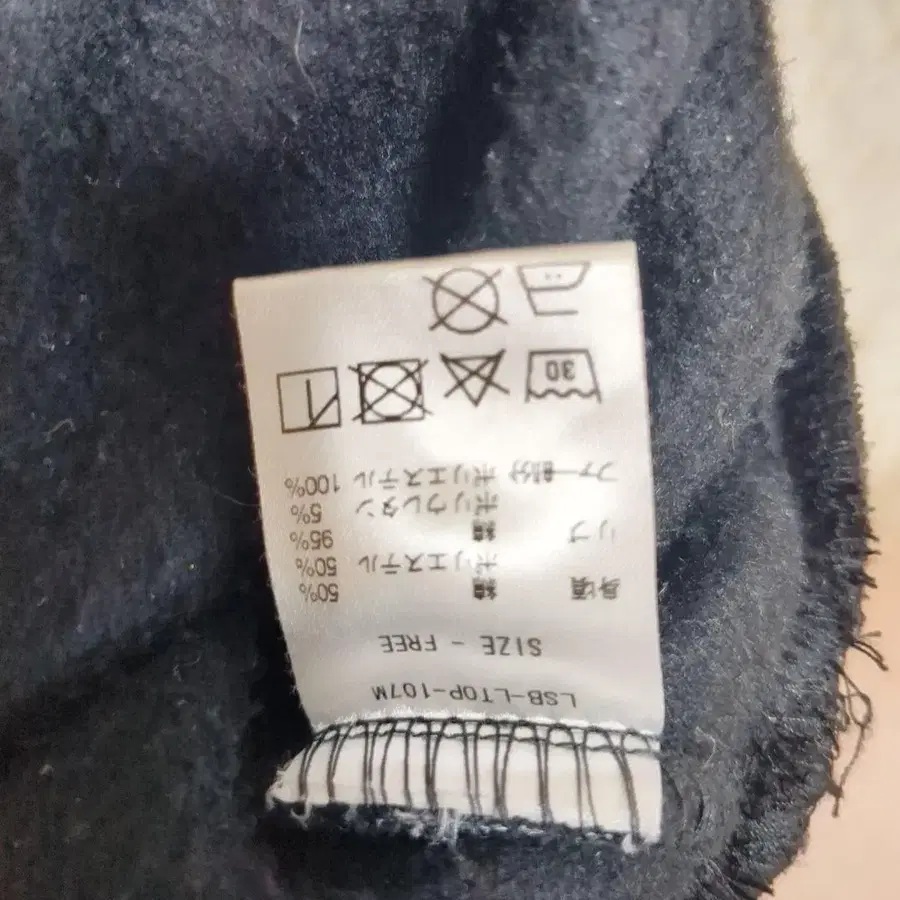 LSB-LTOP-107M
SIZE - FREE
身頃 綿 50%
ポリエステル 50%
リブ 綿 95%
ポリウレタン 5%
ファー部分 ポリエステル 100%
30